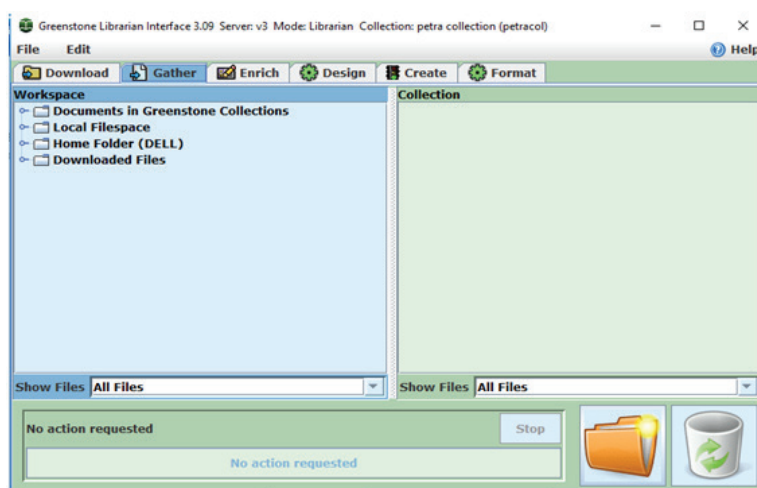 Greenstone Librarian Interface 3.09 Server: v3 Mode: Librarian Collection: petra collection (petracol)
File Edit Help
Download Gather Enrich Design Create Format
Workspace
Documents in Greenstone Collections
Local Filespace
Home Folder (DELL)
Downloaded Files
Show Files All Files
Collection
Show Files All Files
No action requested Stop
No action requested